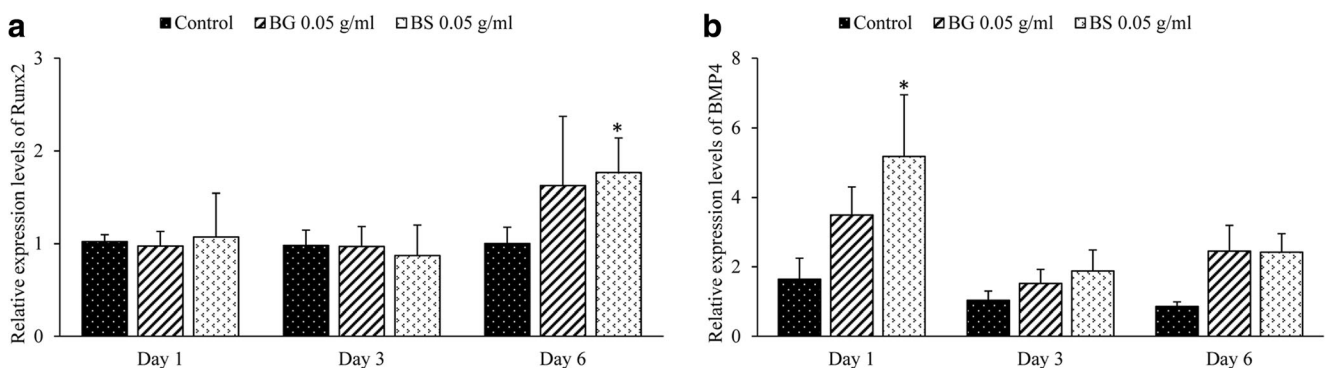 a
Control BG 0.05 g/ml BS 0.05 g/ml
Relative expression levels of Runx2
3
2
1
0
*
Day 1 Day 3 Day 6
b
Control BG 0.05 g/ml BS 0.05 g/ml
Relative expression levels of BMP4
8
6
4
2
0
*
Day 1 Day 3 Day 6